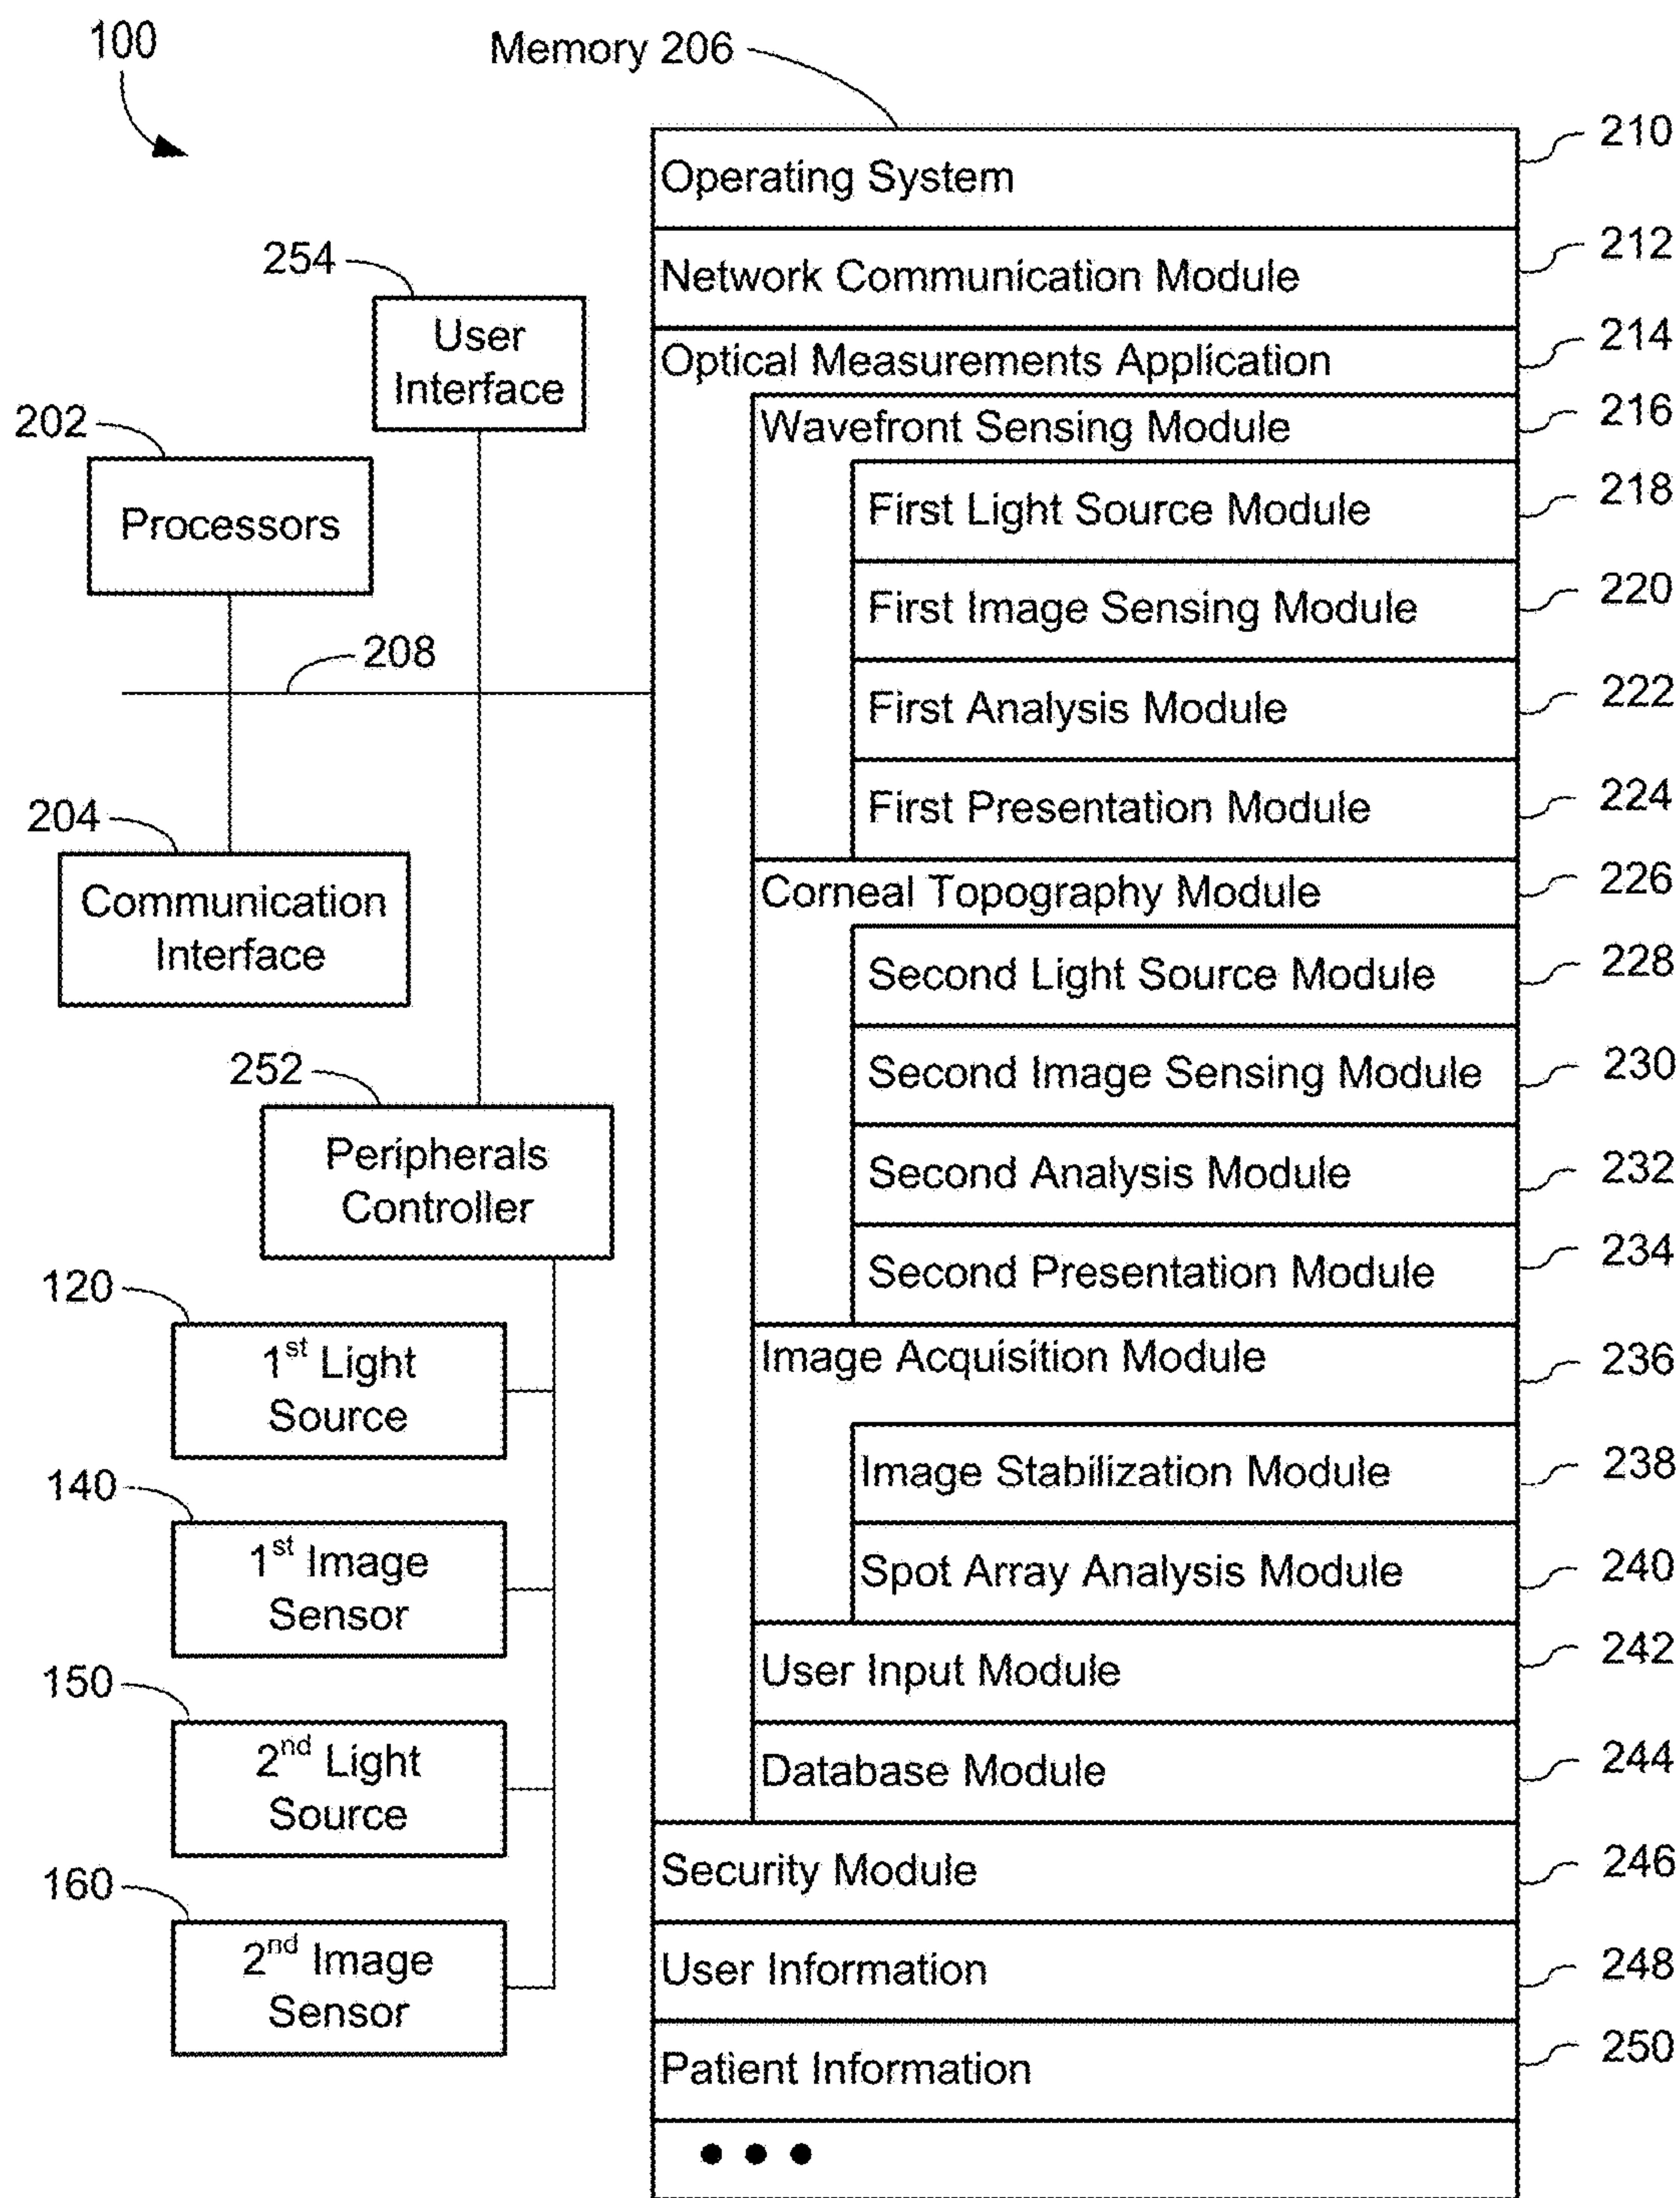 100
Memory 206
210
Operating System
212
Network Communication Module
254
User
Interface
214
Optical Measurements Application
216
Wavefront Sensing Module
202
Processors
218
First Light Source Module
220
First Image Sensing Module
208
222
First Analysis Module
224
First Presentation Module
204
Communication
Interface
226
Corneal Topography Module
228
Second Light Source Module
230
Second Image Sensing Module
252
Peripherals
Controller
232
Second Analysis Module
234
Second Presentation Module
120
1st Light
Source
236
Image Acquisition Module
238
Image Stabilization Module
140
1st Image
Sensor
240
Spot Array Analysis Module
242
User Input Module
150
2nd Light
Source
244
Database Module
246
Security Module
160
2nd Image
Sensor
248
User Information
250
Patient Information
• • •